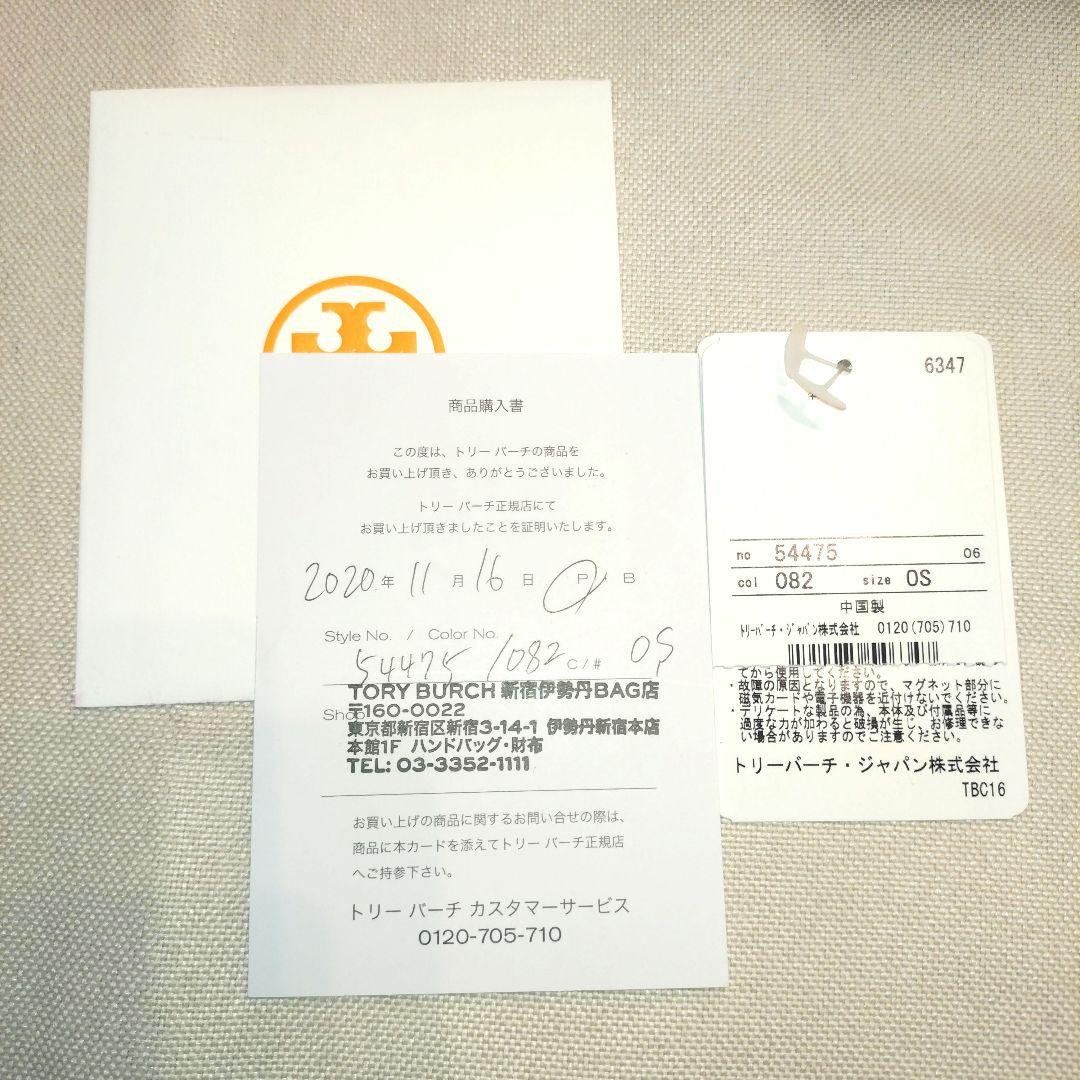 商品購入書
この度は、トリー バーチの商品を
お買い上げ頂き、ありがとうございました。
トリー バーチ正規店にて
お買い上げ頂きましたことを証明いたします。
2020 年 11 月 16 日 P / B
Style No. / Color No.
54475 /082 C/# OS
TORY BURCH 新宿伊勢丹BAG店
〒160-0022
Shop
東京都新宿区新宿3-14-1 伊勢丹新宿本店
本館1F ハンドバッグ・財布
TEL: 03-3352-1111
お買い上げの商品に関するお問い合せの際は、
商品に本カードを添えてトリー バーチ正規店
へご持参下さい。
トリー バーチ カスタマーサービス
0120-705-710
6347
no 54475 06
col 082 size OS
中国製
トリーバーチ・ジャパン株式会社 0120(705)710
てから使用してください。
・故障の原因となりますので、マグネット部分に
磁気カードや電子機器を近付けないでください。
・デリケートな製品の為、本体及び付属品等に
過度な力が加わると破損が生じ、お修理できな
い場合がありますのでご注意ください。
トリーバーチ・ジャパン株式会社
TBC16